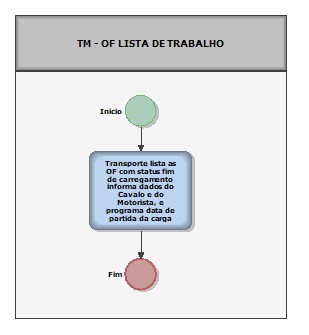 TM - OF LISTA DE TRABALHO
Inicio
Transporte lista as
OF com status fim
de carregamento
informa dados do
Cavalo e do
Motorista, e
programa data de
partida da carga
Fim